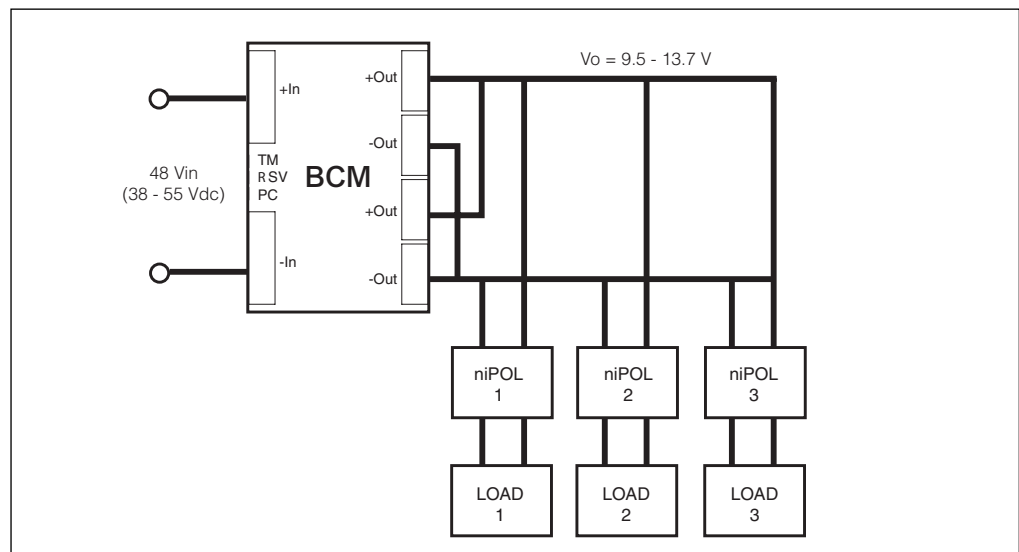 Vo = 9.5 - 13.7 V
+In
+Out
-Out
48 Vin
(38 - 55 Vdc)
TM
RSV
PC
BCM
+Out
-In
-Out
niPOL
1
niPOL
2
niPOL
3
LOAD
1
LOAD
2
LOAD
3